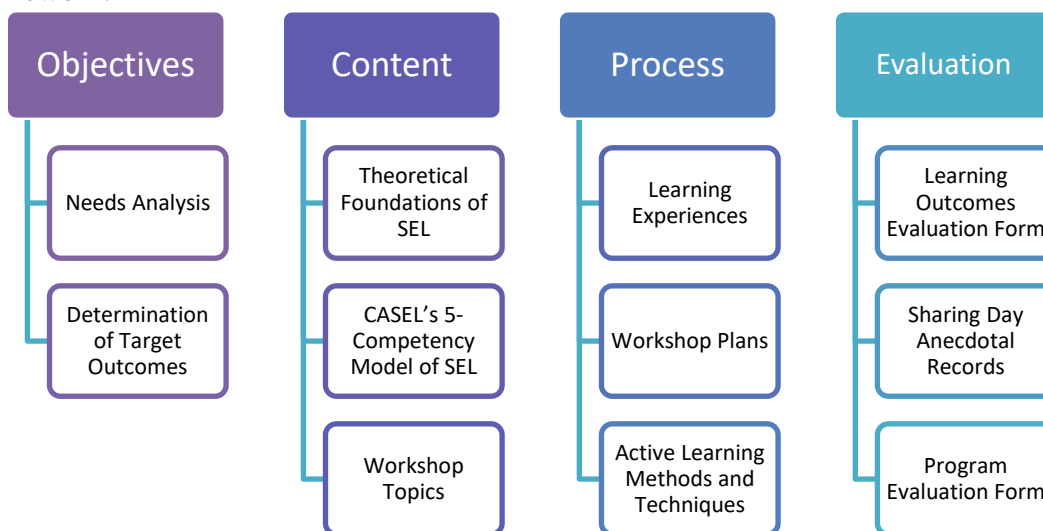 Objectives
Needs Analysis
Determination
of Target
Outcomes
Content
Theoretical
Foundations of
SEL
CASEL’s 5-
Competency
Model of SEL
Workshop
Topics
Process
Learning
Experiences
Workshop Plans
Active Learning
Methods and
Techniques
Evaluation
Learning
Outcomes
Evaluation Form
Sharing Day
Anecdotal
Records
Program
Evaluation Form